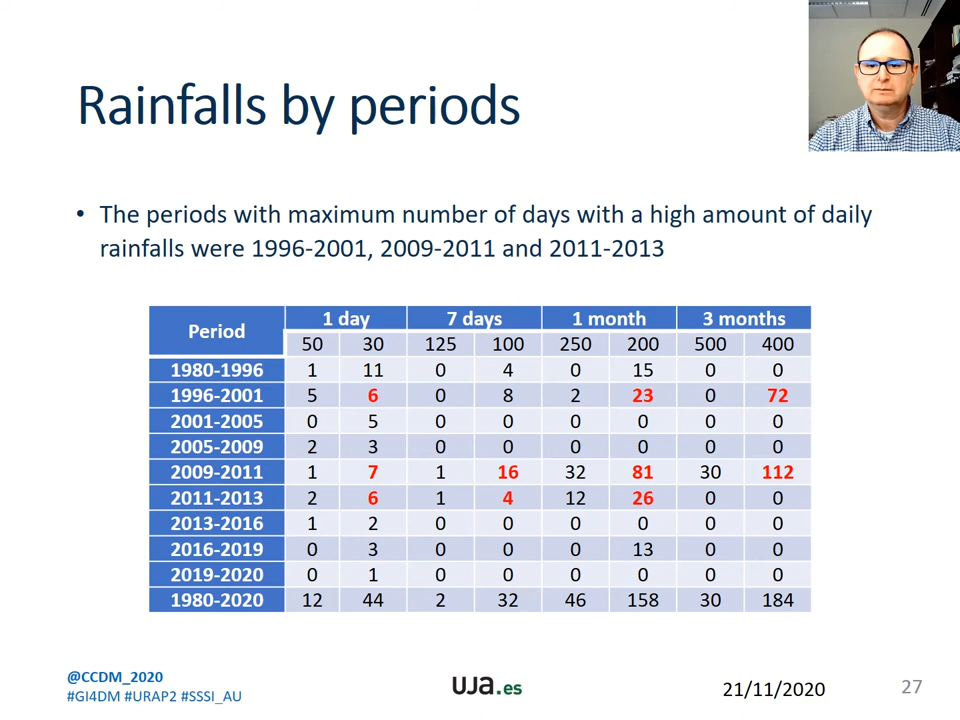 Rainfalls by periods
• The periods with maximum number of days with a high amount of daily
rainfalls were 1996-2001, 2009-2011 and 2011-2013
Period 1 day 7 days 1 month 3 months
50 30 125 100 250 200 500 400
1980-1996 1 11 0 4 0 15 0 0
1996-2001 5 6 0 8 2 23 0 72
2001-2005 0 5 0 0 0 0 0 0
2005-2009 2 3 0 0 0 0 0 0
2009-2011 1 7 1 16 32 81 30 112
2011-2013 2 6 1 4 12 26 0 0
2013-2016 1 2 0 0 0 0 0 0
2016-2019 0 3 0 0 0 13 0 0
2019-2020 0 1 0 0 0 0 0 0
1980-2020 12 44 2 32 46 158 30 184
@CCDM_2020
#GI4DM #URAP2 #SSSI_AU
uja.es
21/11/2020
27